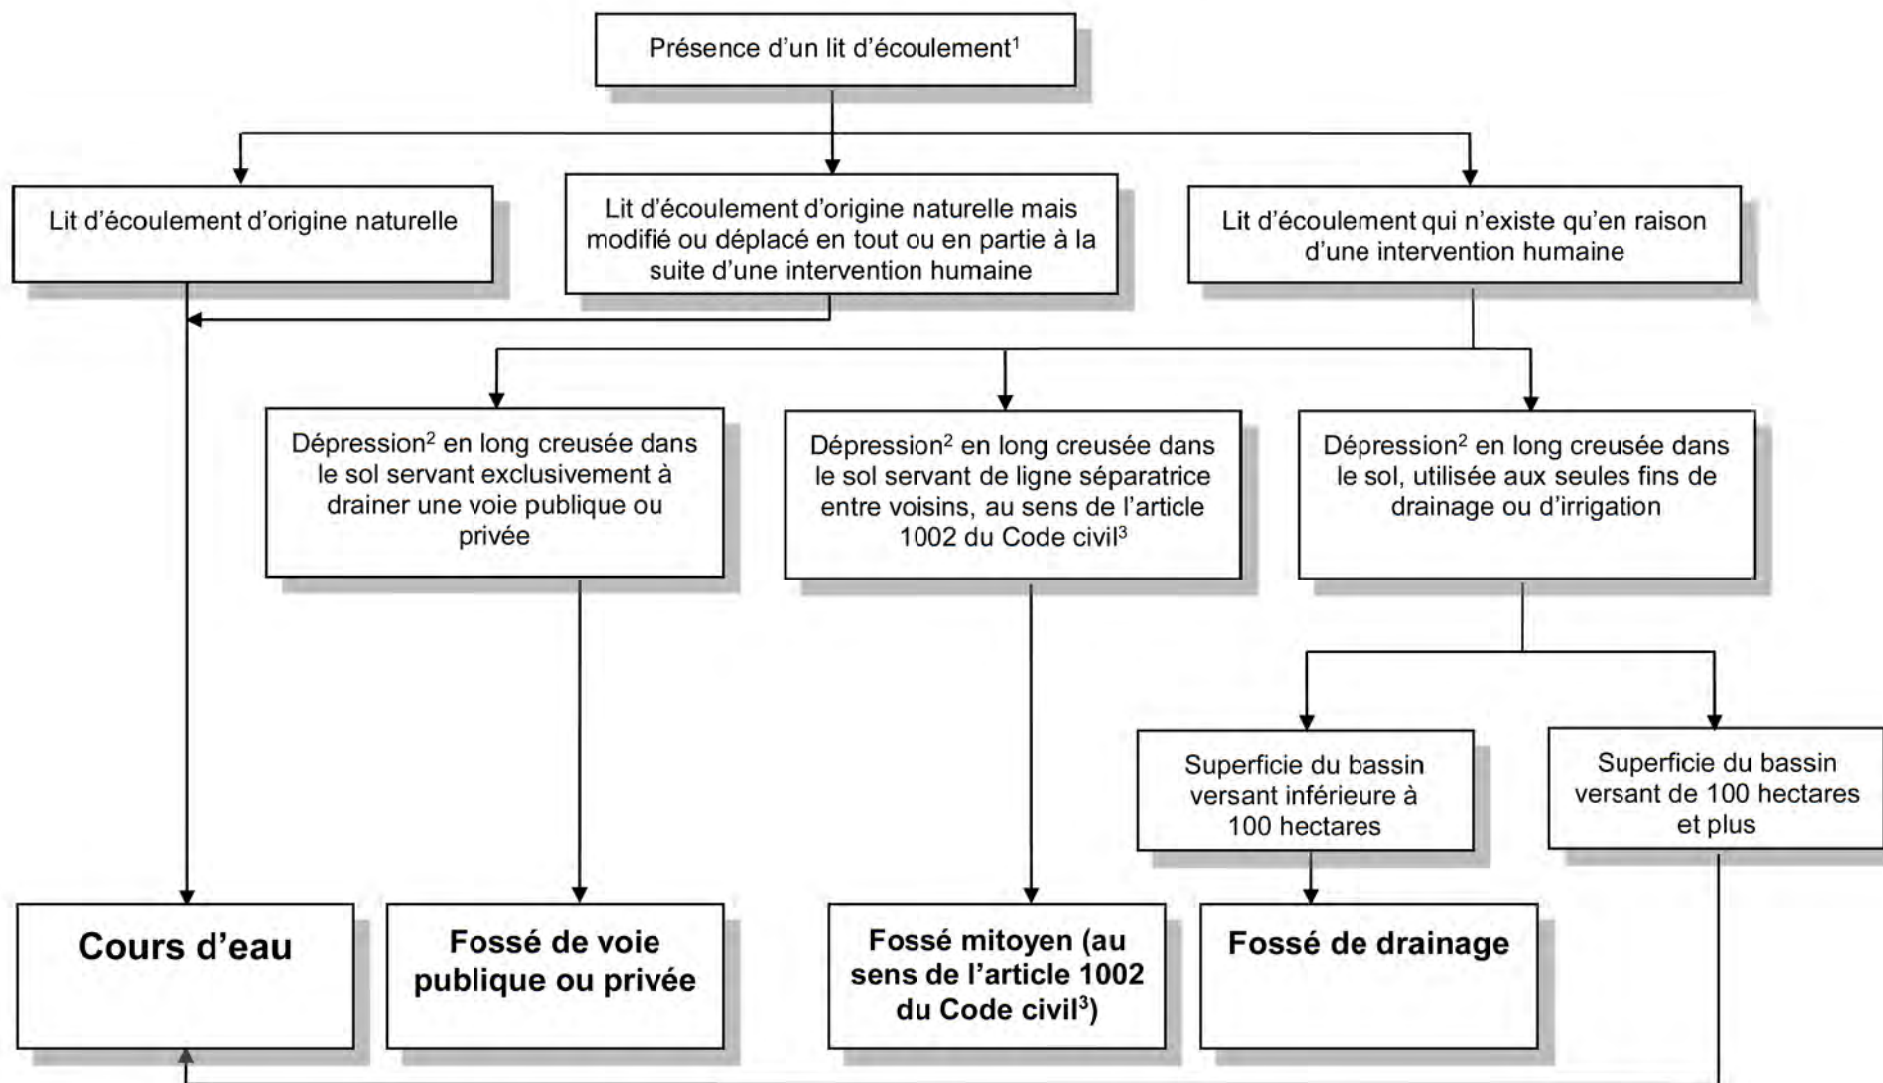 Présence d'un lit d'écoulement¹
Lit d'écoulement d'origine naturelle
Lit d'écoulement d'origine naturelle mais
modifié ou déplacé en tout ou en partie à la
suite d'une intervention humaine
Lit d'écoulement qui n'existe qu'en raison
d'une intervention humaine
Dépression² en long creusée dans
le sol servant exclusivement à
drainer une voie publique ou
privée
Dépression² en long creusée dans
le sol servant de ligne séparatrice
entre voisins, au sens de l'article
1002 du Code civil³
Dépression² en long creusée dans
le sol, utilisée aux seules fins de
drainage ou d'irrigation
Superficie du bassin
versant inférieure à
100 hectares
Superficie du bassin
versant de 100 hectares
et plus
Cours d'eau
Fossé de voie
publique ou privée
Fossé mitoyen (au
sens de l'article 1002
du Code civil³)
Fossé de drainage